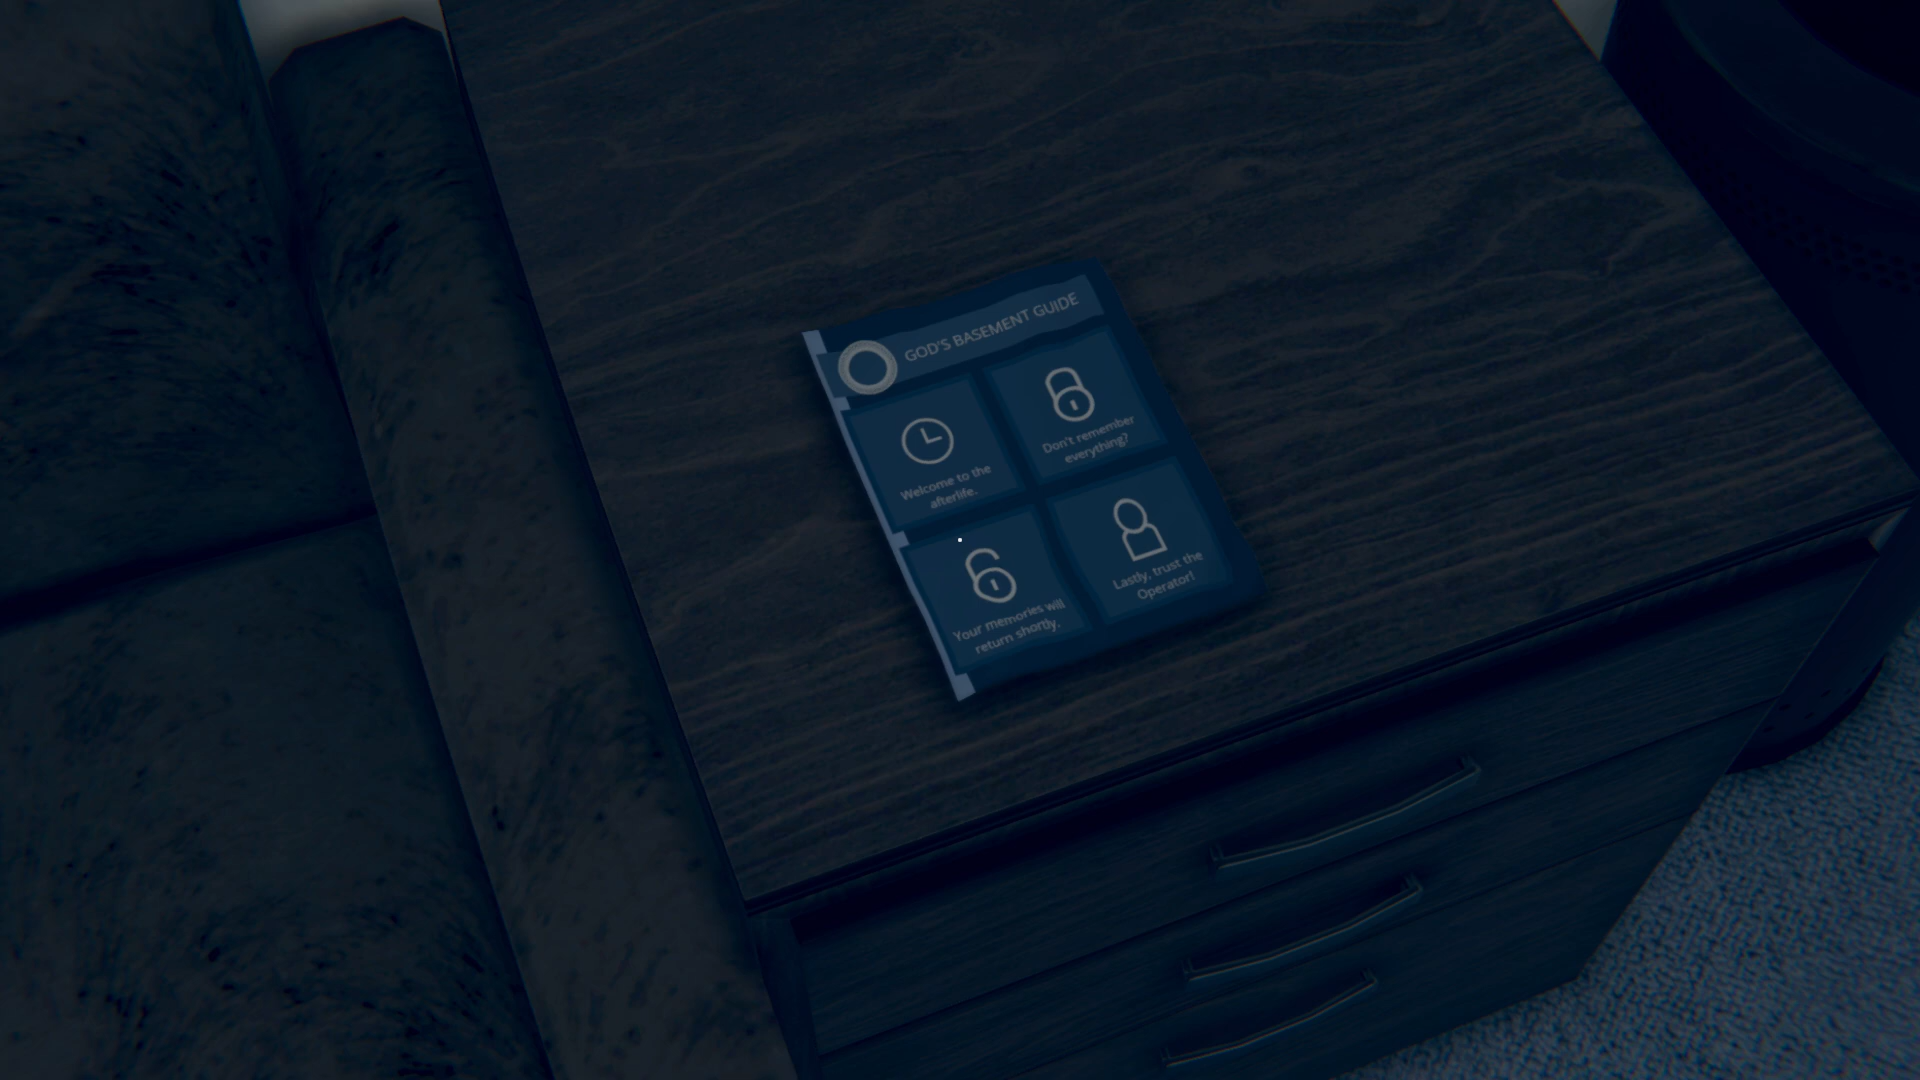 GOD'S BASEMENT GUIDE
Welcome to the
afterlife.
Don't remember
everything?
Your memories will
return shortly.
Lastly, trust the
Operator!